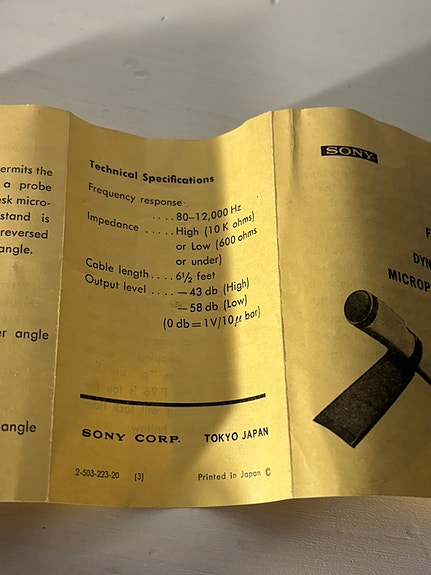 ermits the
a probe
esk micro-
stand is
reversed
angle.
er angle
angle
Technical Specifications
Frequency response
.... 80–12,000 Hz
Impedance ..... High (10 K ohms)
or Low (600 ohms
or under)
Cable length .... 6½ feet
Output level .... —43 db (High)
—58 db (Low)
(0 db = 1V/10 μ bar)
SONY CORP. TOKYO JAPAN
2-503-223-20 (3) Printed in Japan ©
SONY
F
DYN
MICROP